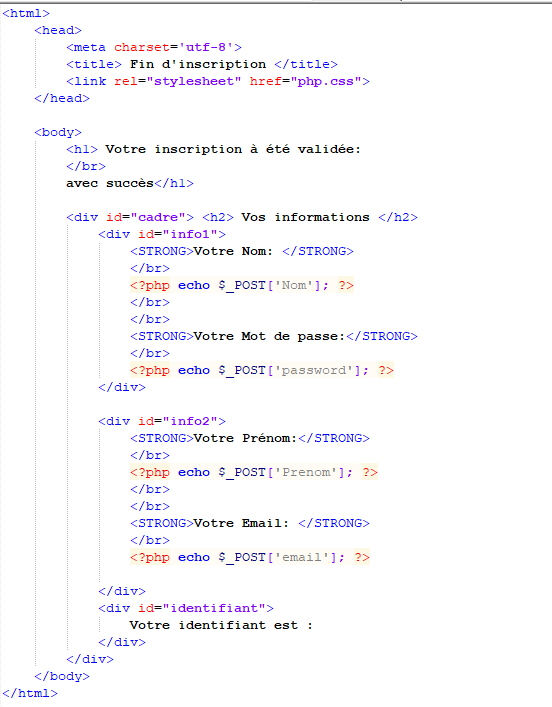 <html>
<head>
<meta charset='utf-8'>
<title> Fin d'inscription </title>
<link rel="stylesheet" href="php.css">
</head>
<body>
<h1> Votre inscription à été validée:
</br>
avec succès</h1>
<div id="cadre"> <h2> Vos informations </h2>
<div id="info1">
<STRONG>Votre Nom: </STRONG>
</br>
<?php echo $_POST['Nom']; ?>
</br>
</br>
<STRONG>Votre Mot de passe:</STRONG>
</br>
<?php echo $_POST['password']; ?>
</div>
<div id="info2">
<STRONG>Votre Prénom:</STRONG>
</br>
<?php echo $_POST['Prenom']; ?>
</br>
</br>
<STRONG>Votre Email: </STRONG>
</br>
<?php echo $_POST['email']; ?>
</div>
<div id="identifiant">
Votre identifiant est :
</div>
</div>
</body>
</html>